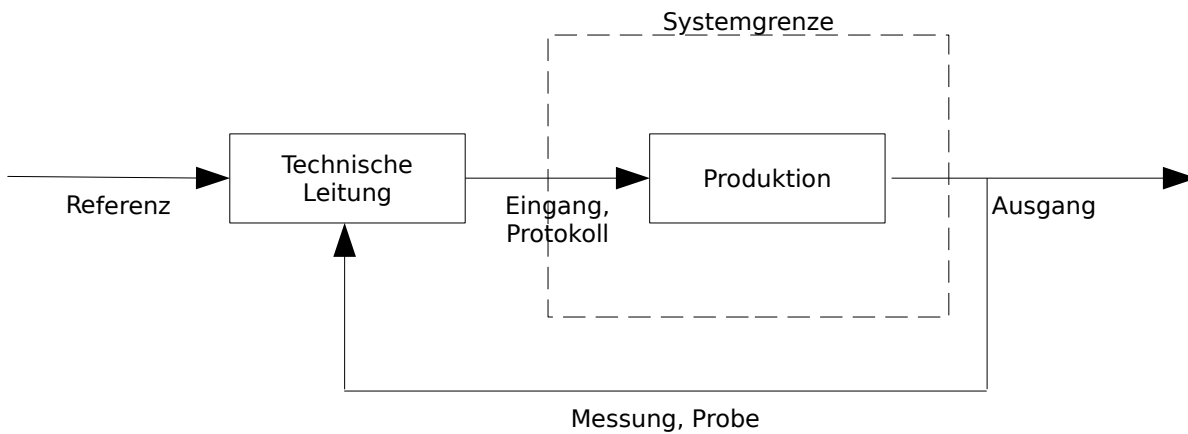 Systemgrenze
Technische
Leitung
Produktion
Referenz
Eingang,
Protokoll
Ausgang
Messung, Probe